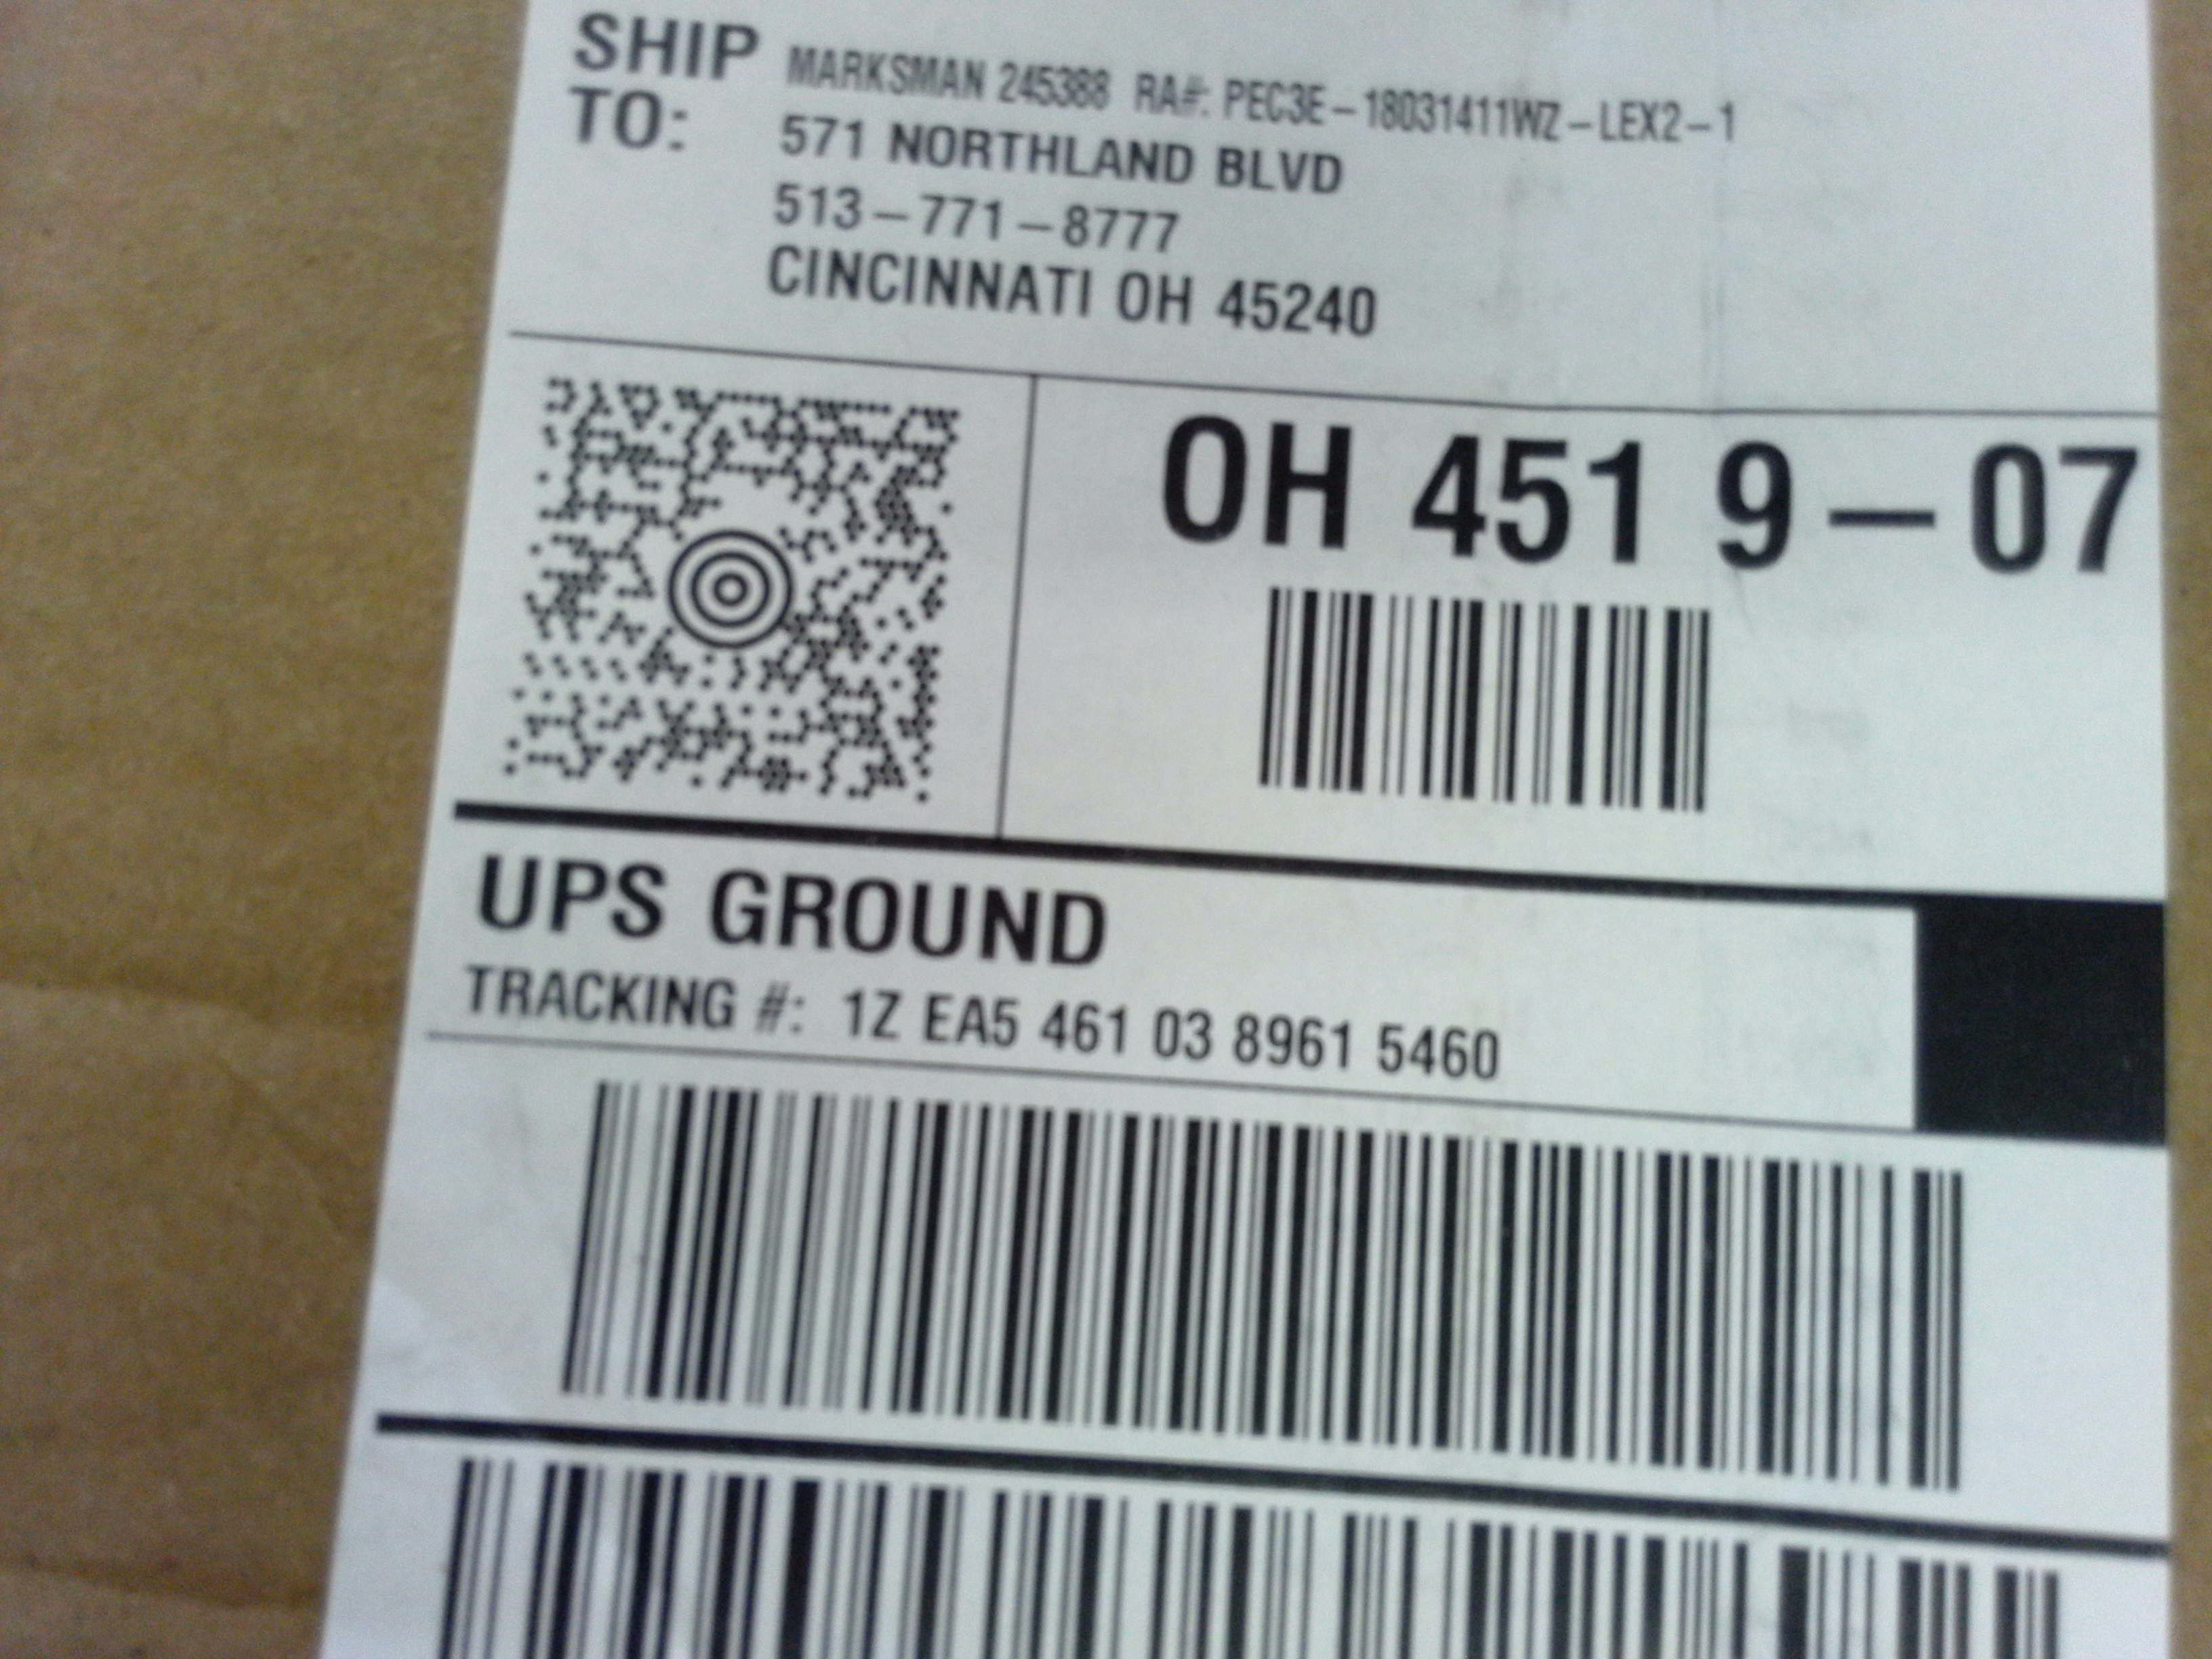 SHIP TO:
MARKSMAN 245388 RA#: PEC3E-18031411WZ-LEX2-1
571 NORTHLAND BLVD
513-771-8777
CINCINNATI OH 45240
OH 451 9-07
UPS GROUND
TRACKING #: 1Z EA5 461 03 8961 5460